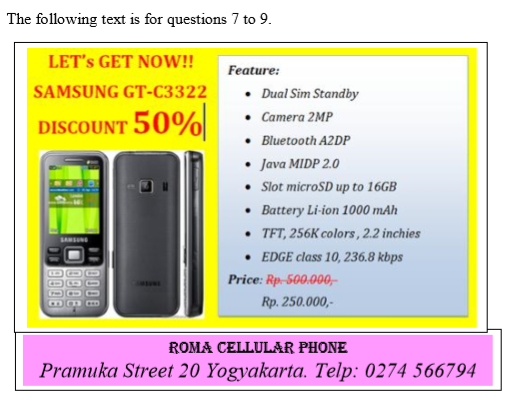 The following text is for questions 7 to 9.
LET's GET NOW!!
SAMSUNG GT-C3322
DISCOUNT 50%
SAMSUNG
SAMSUNG
Feature:
• Dual Sim Standby
• Camera 2MP
• Bluetooth A2DP
• Java MIDP 2.0
• Slot microSD up to 16GB
• Battery Li-ion 1000 mAh
• TFT, 256K colors, 2.2 inchies
• EDGE class 10, 236.8 kbps
Price: Rp. 500.000,-
Rp. 250.000,-
ROMA CELLULAR PHONE
Pramuka Street 20 Yogyakarta. Telp: 0274 566794